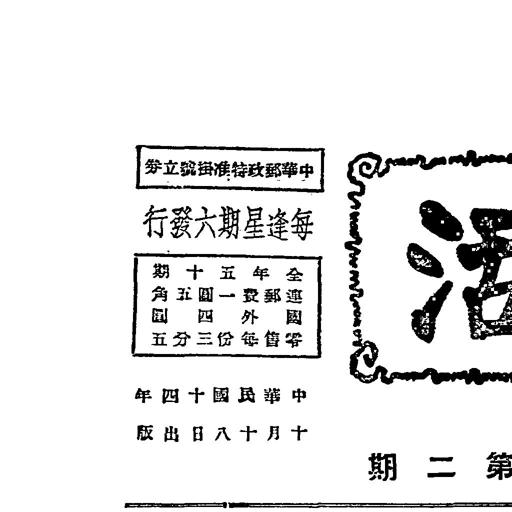 活
第二期
中華郵政特准掛號立券
每逢星期六發行
全年五十期
連郵費一圓五角
國外四圓
零售每份三分五
中華民國十四年
十月十八日出版